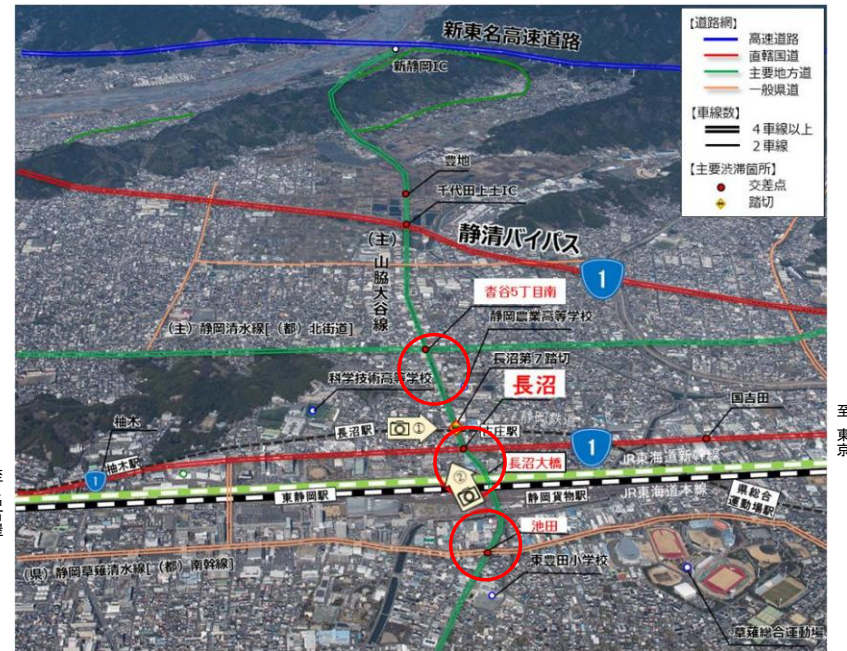 新東名高速道路
新静岡IC
【道路網】
高速道路
直轄国道
主要地方道
一般県道
【車線数】
4車線以上
2車線
【主要渋滞箇所】
交差点
踏切
豊地
千代田上土IC
静清バイパス
1
(主)山脇大谷線
沓谷5丁目南
静岡農業高等学校
(主)静岡清水線[(都)北街道]
長沼第7踏切
科学技術高等学校
長沼
国吉田
至 東京
柚木
長沼駅
①
古庄駅
1
柚木駅
1
長沼大橋
JR東海道新幹線
②
東静岡駅
静岡貨物駅
JR東海道本線
県総合
運動場駅
池田
(県)静岡草薙清水線[(都)南幹線]
東豊田小学校
草薙総合運動場